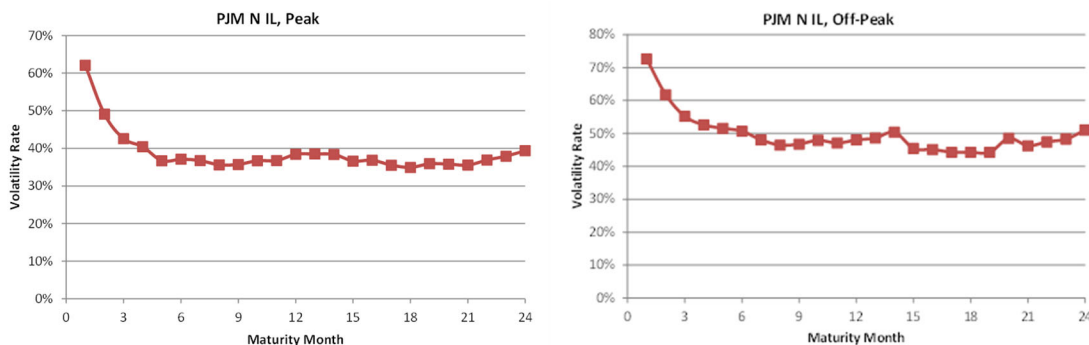 PJM N IL, Peak
70%
60%
50%
40%
30%
20%
10%
0%
Volatility Rate
0 3 6 9 12 15 18 21 24
Maturity Month
PJM N IL, Off-Peak
80%
70%
60%
50%
40%
30%
20%
10%
0%
Volatility Rate
0 3 6 9 12 15 18 21 24
Maturity Month